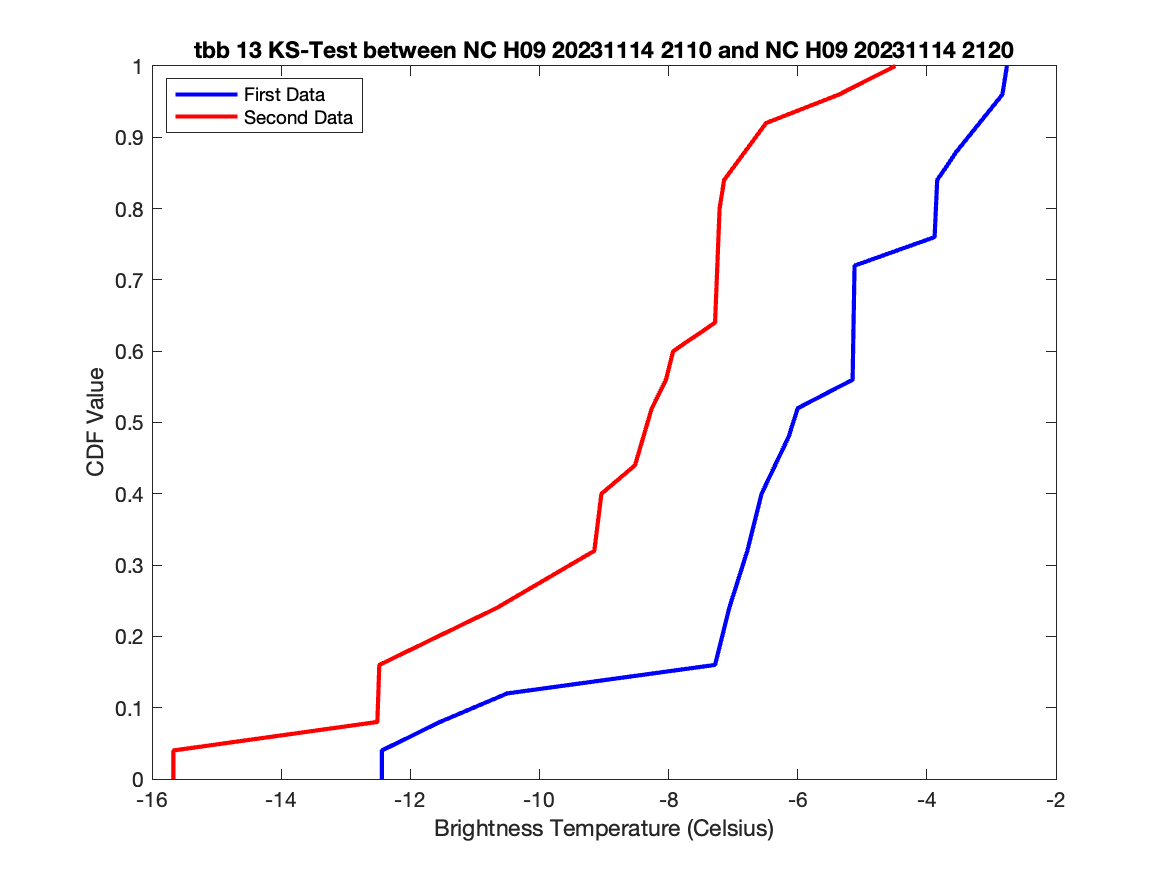 tbb 13 KS-Test between NC H09 20231114 2110 and NC H09 20231114 2120
First Data
Second Data
1
0.9
0.8
0.7
0.6
0.5
0.4
0.3
0.2
0.1
0
CDF Value
-16 -14 -12 -10 -8 -6 -4 -2
Brightness Temperature (Celsius)